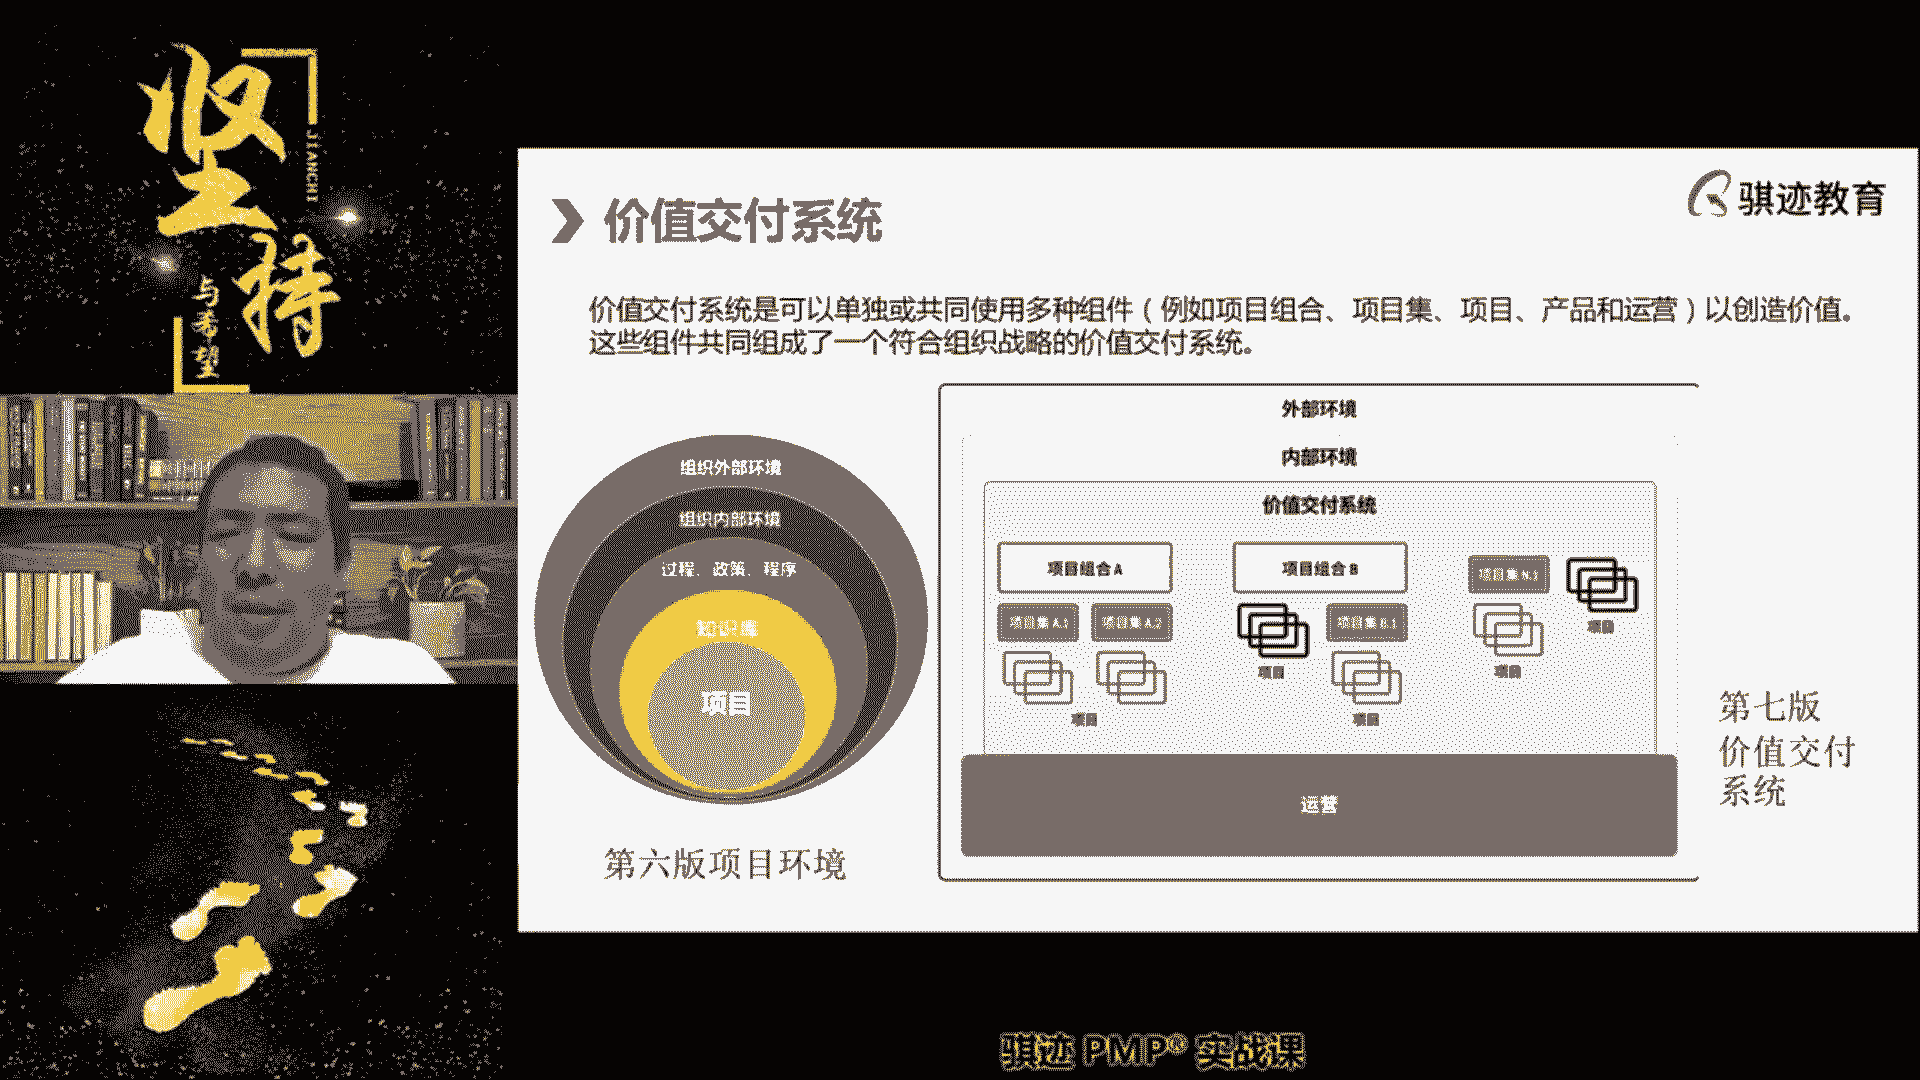 坚持
JIANCHI
与希望
骐迹教育
价值交付系统
价值交付系统是可以单独或共同使用多种组件（例如项目组合、项目集、项目、产品和运营）以创造价值。
这些组件共同组成了一个符合组织战略的价值交付系统。
组织外部环境
组织内部环境
过程、政策、程序
知识库
项目
第六版项目环境
外部环境
内部环境
价值交付系统
项目组合 A
项目组合 B
项目集 N.1
项目
项目集 A.1
项目集 A.2
项目集 B.1
项目
项目
项目
项目
运营
第七版
价值交付
系统
骐迹 PMP® 实战课